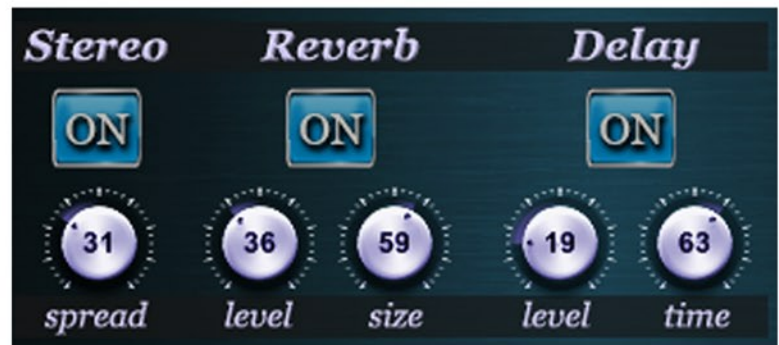 Stereo Reverb Delay
ON ON ON
31 36 59 19 63
spread level size level time